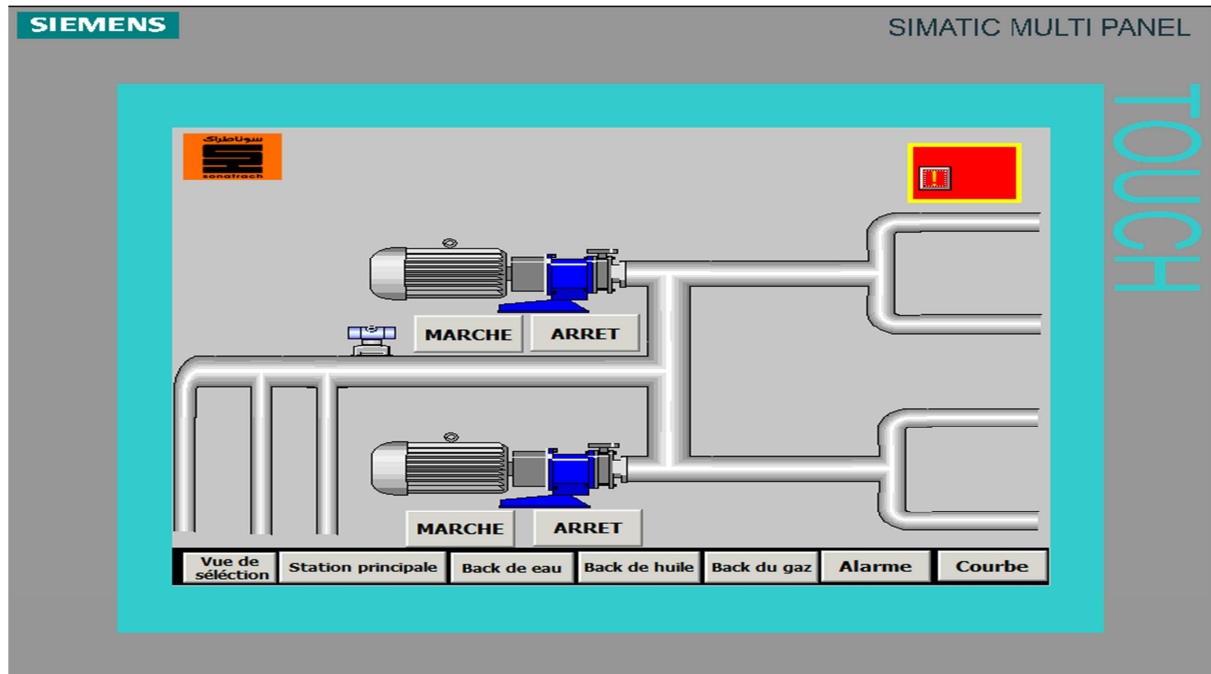 SIEMENS
SIMATIC MULTI PANEL
TOUCH
سوناطراك
sonatrach
!
MARCHE
ARRET
MARCHE
ARRET
Vue de
séléction
Station principale
Back de eau
Back de huile
Back du gaz
Alarme
Courbe